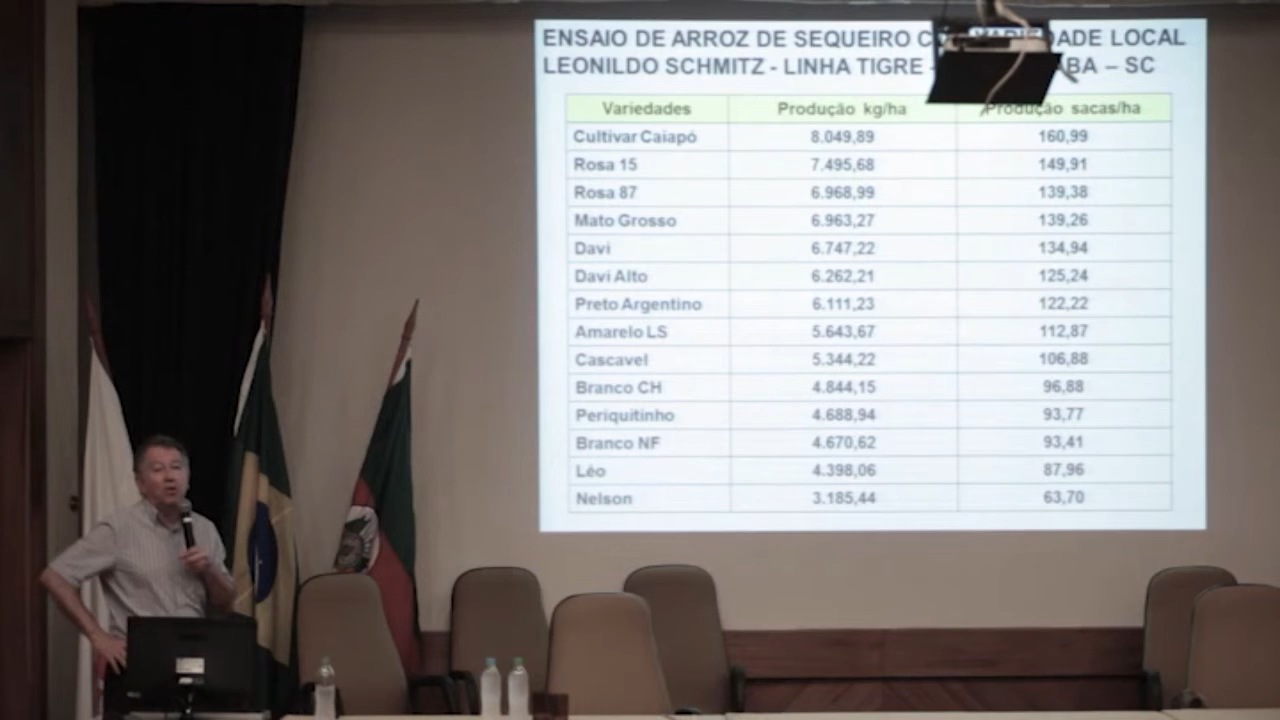 ENSAIO DE ARROZ DE SEQUEIRO VARIEDADE LOCAL
LEONILDO SCHMITZ - LINHA TIGRE - – SC
Variedades Produção kg/ha Produção sacas/ha
Cultivar Caiapó 8.049,89 160,99
Rosa 15 7.495,68 149,91
Rosa 87 6.968,99 139,38
Mato Grosso 6.963,27 139,26
Davi 6.747,22 134,94
Davi Alto 6.262,21 125,24
Preto Argentino 6.111,23 122,22
Amarelo LS 5.643,67 112,87
Cascavel 5.344,22 106,88
Branco CH 4.844,15 96,88
Periquitinho 4.688,94 93,77
Branco NF 4.670,62 93,41
Léo 4.398,06 87,96
Nelson 3.185,44 63,70